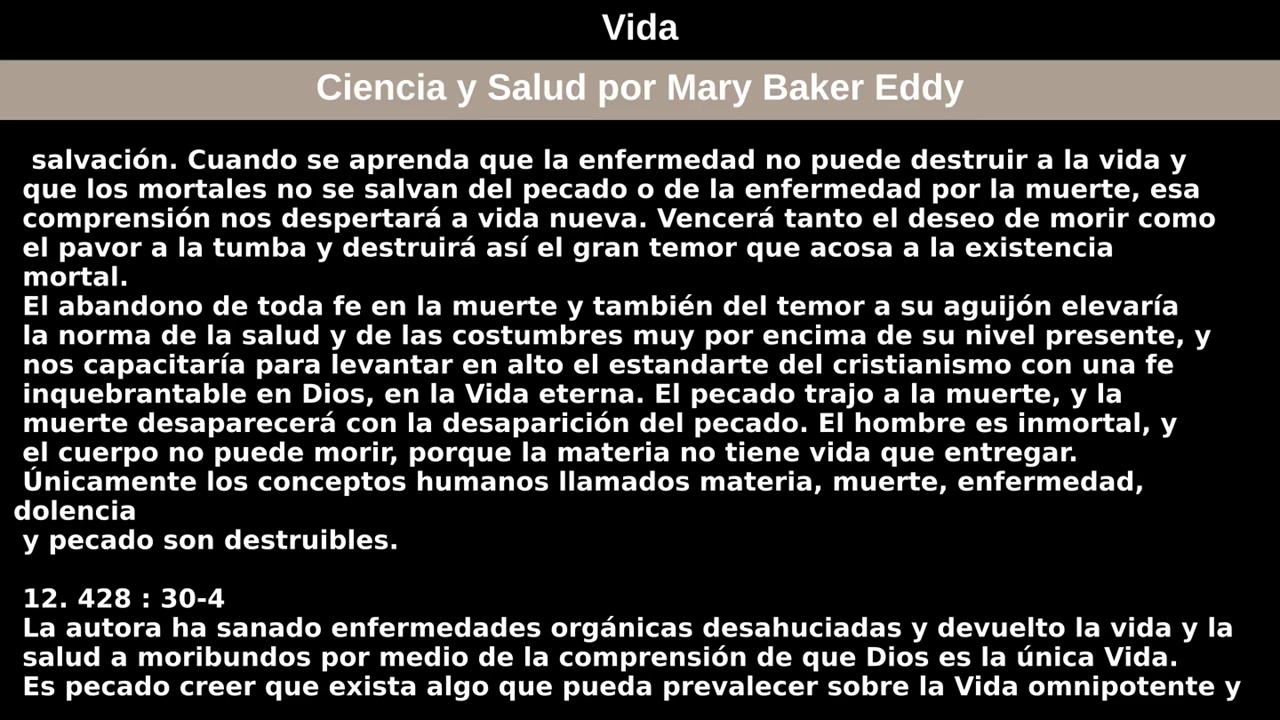 Vida
Ciencia y Salud por Mary Baker Eddy
salvación. Cuando se aprenda que la enfermedad no puede destruir a la vida y
que los mortales no se salvan del pecado o de la enfermedad por la muerte, esa
comprensión nos despertará a vida nueva. Vencerá tanto el deseo de morir como
el pavor a la tumba y destruirá así el gran temor que acosa a la existencia
mortal.
El abandono de toda fe en la muerte y también del temor a su aguijón elevaría
la norma de la salud y de las costumbres muy por encima de su nivel presente, y
nos capacitaría para levantar en alto el estandarte del cristianismo con una fe
inquebrantable en Dios, en la Vida eterna. El pecado trajo a la muerte, y la
muerte desaparecerá con la desaparición del pecado. El hombre es inmortal, y
el cuerpo no puede morir, porque la materia no tiene vida que entregar.
Únicamente los conceptos humanos llamados materia, muerte, enfermedad,
dolencia
y pecado son destruibles.
12. 428 : 30-4
La autora ha sanado enfermedades orgánicas desahuciadas y devuelto la vida y la
salud a moribundos por medio de la comprensión de que Dios es la única Vida.
Es pecado creer que exista algo que pueda prevalecer sobre la Vida omnipotente y